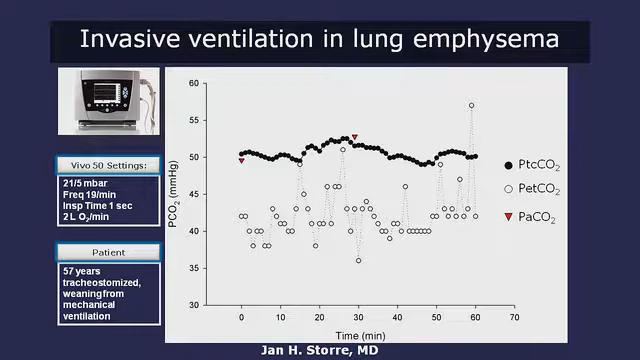 Invasive ventilation in lung emphysema
Vivo 50 Settings:
21/5 mbar
Freq 19/min
Insp Time 1 sec
2 L O₂/min
Patient
57 years
tracheostomized,
weaning from
mechanical
ventilation
PCO₂ (mmHg)
60
55
50
45
40
35
30
0
10
20
30
40
50
60
70
Time (min)
PtcCO₂
PetCO₂
PaCO₂
Jan H. Storre, MD